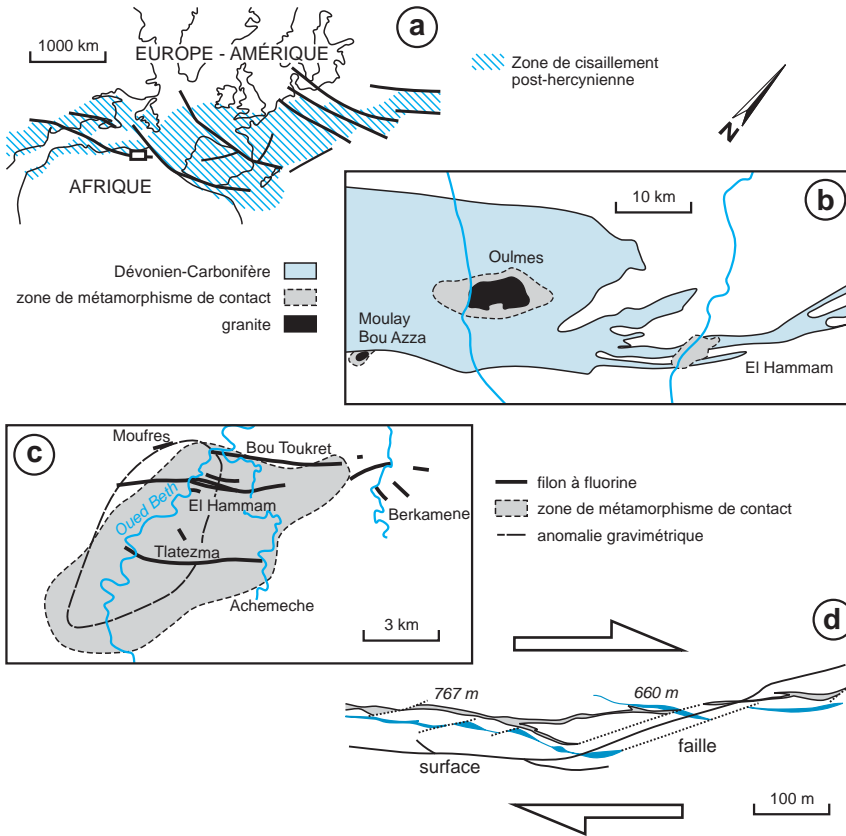 a
1000 km
EUROPE - AMÉRIQUE
AFRIQUE
Zone de cisaillement
post-hercynienne
N
b
10 km
Oulmes
Moulay
Bou Azza
El Hammam
Dévonien-Carbonifère
zone de métamorphisme de contact
granite
c
Moufres
Bou Toukret
Oued Beth
El Hammam
Berkamene
Tlatezma
Achemeche
3 km
filon à fluorine
zone de métamorphisme de contact
anomalie gravimétrique
d
767 m
660 m
surface
faille
100 m